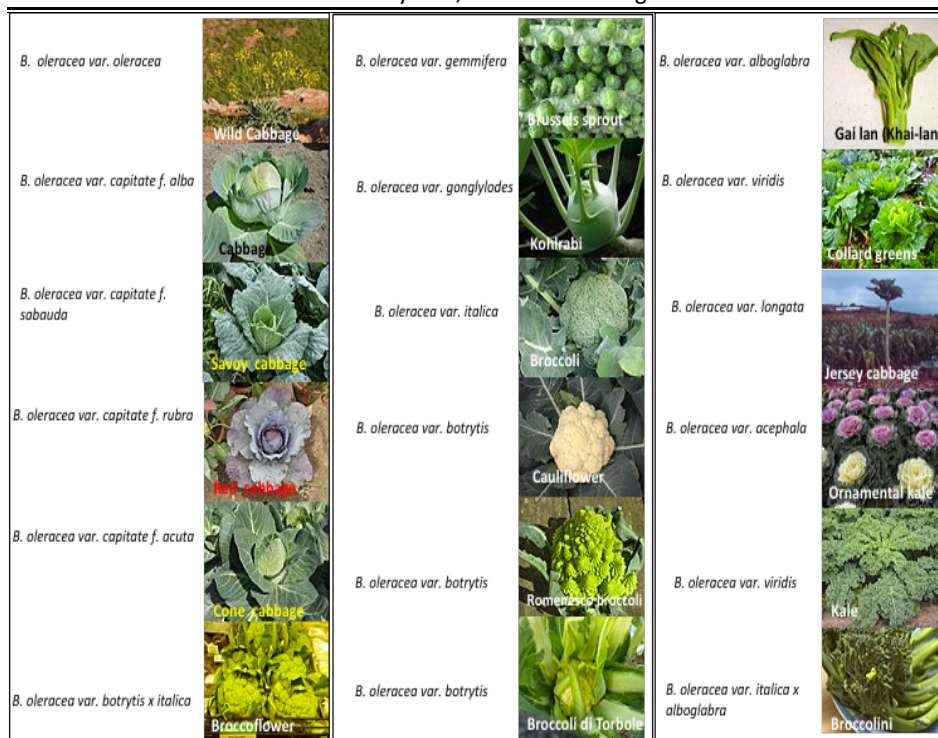 B. oleracea var. oleracea
Wild Cabbage
B. oleracea var. capitate f. alba
Cabbage
B. oleracea var. capitate f.
sabauda
Savoy cabbage
B. oleracea var. capitate f. rubra
Red cabbage
B. oleracea var. capitate f. acuta
Cone cabbage
B. oleracea var. botrytis x italica
Broccoflower
B. oleracea var. gemmifera
Brussels sprout
B. oleracea var. gonglylodes
Kohlrabi
B. oleracea var. italica
Broccoli
B. oleracea var. botrytis
Cauliflower
B. oleracea var. botrytis
Romenesco broccoli
B. oleracea var. botrytis
Broccoli di Torbole
B. oleracea var. alboglabra
Gai lan (Khai-lan
B. oleracea var. viridis
Collard greens
B. oleracea var. longata
Jersey cabbage
B. oleracea var. acephala
Ornamental kale
B. oleracea var. viridis
Kale
B. oleracea var. italica x
alboglabra
Broccolini